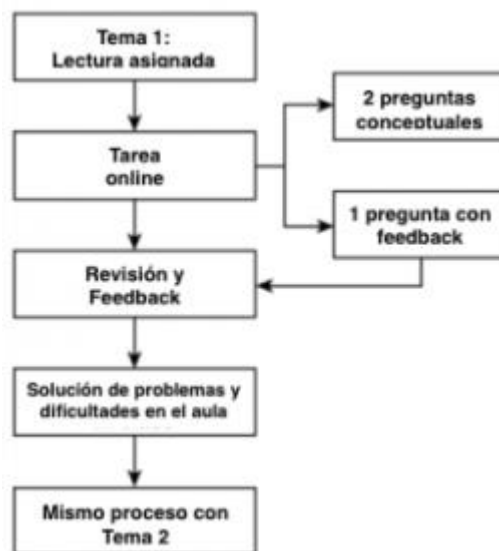 Tema 1:
Lectura asignada
2 preguntas
conceptuales
Tarea
online
1 pregunta con
feedback
Revisión y
Feedback
Solución de problemas y
dificultades en el aula
Mismo proceso con
Tema 2